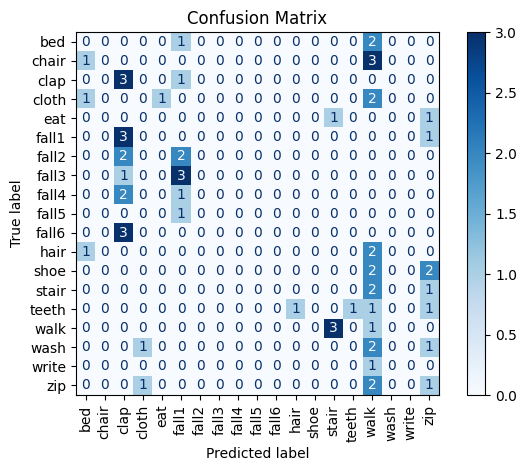 Confusion Matrix
True label
bed 0 0 0 0 0 1 0 0 0 0 0 0 0 0 0 2 0 0 0
chair 1 0 0 0 0 0 0 0 0 0 0 0 0 0 0 3 0 0 0
clap 0 0 3 0 0 1 0 0 0 0 0 0 0 0 0 0 0 0 0
cloth 1 0 0 0 1 0 0 0 0 0 0 0 0 0 0 2 0 0 0
eat 0 0 0 0 0 0 0 0 0 0 0 0 0 1 0 0 0 0 1
fall1 0 0 3 0 0 0 0 0 0 0 0 0 0 0 0 0 0 0 1
fall2 0 0 2 0 0 2 0 0 0 0 0 0 0 0 0 0 0 0 0
fall3 0 0 1 0 0 3 0 0 0 0 0 0 0 0 0 0 0 0 0
fall4 0 0 2 0 0 1 0 0 0 0 0 0 0 0 0 0 0 0 0
fall5 0 0 0 0 0 1 0 0 0 0 0 0 0 0 0 0 0 0 0
fall6 0 0 3 0 0 0 0 0 0 0 0 0 0 0 0 0 0 0 0
hair 1 0 0 0 0 0 0 0 0 0 0 0 0 0 0 2 0 0 0
shoe 0 0 0 0 0 0 0 0 0 0 0 0 0 0 0 2 0 0 2
stair 0 0 0 0 0 0 0 0 0 0 0 0 0 0 0 2 0 0 1
teeth 0 0 0 0 0 0 0 0 0 0 0 1 0 0 1 1 0 0 1
walk 0 0 0 0 0 0 0 0 0 0 0 0 0 3 0 1 0 0 0
wash 0 0 0 1 0 0 0 0 0 0 0 0 0 0 0 2 0 0 1
write 0 0 0 0 0 0 0 0 0 0 0 0 0 0 0 1 0 0 0
zip 0 0 0 1 0 0 0 0 0 0 0 0 0 0 0 2 0 0 1
bed chair clap cloth eat fall1 fall2 fall3 fall4 fall5 fall6 hair shoe stair teeth walk wash write zip
Predicted label
3.0
2.5
2.0
1.5
1.0
0.5
0.0